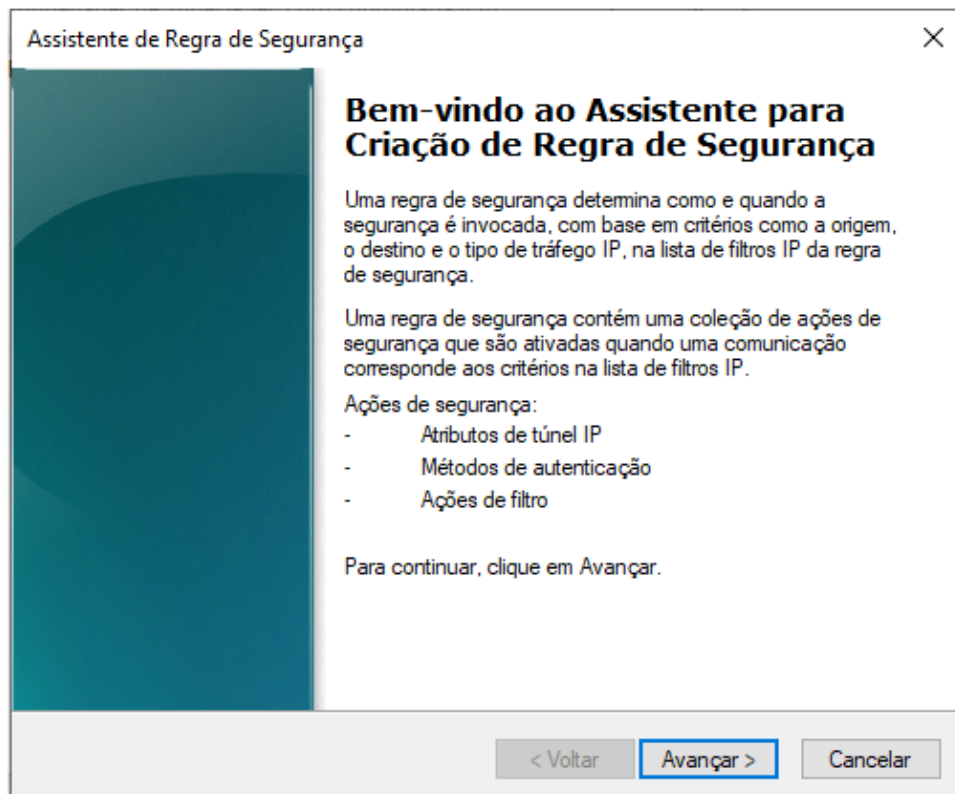 Assistente de Regra de Segurança
Bem-vindo ao Assistente para
Criação de Regra de Segurança
Uma regra de segurança determina como e quando a
segurança é invocada, com base em critérios como a origem,
o destino e o tipo de tráfego IP, na lista de filtros IP da regra
de segurança.
Uma regra de segurança contém uma coleção de ações de
segurança que são ativadas quando uma comunicação
corresponde aos critérios na lista de filtros IP.
Ações de segurança:
- Atributos de túnel IP
- Métodos de autenticação
- Ações de filtro
Para continuar, clique em Avançar.
< Voltar Avançar > Cancelar